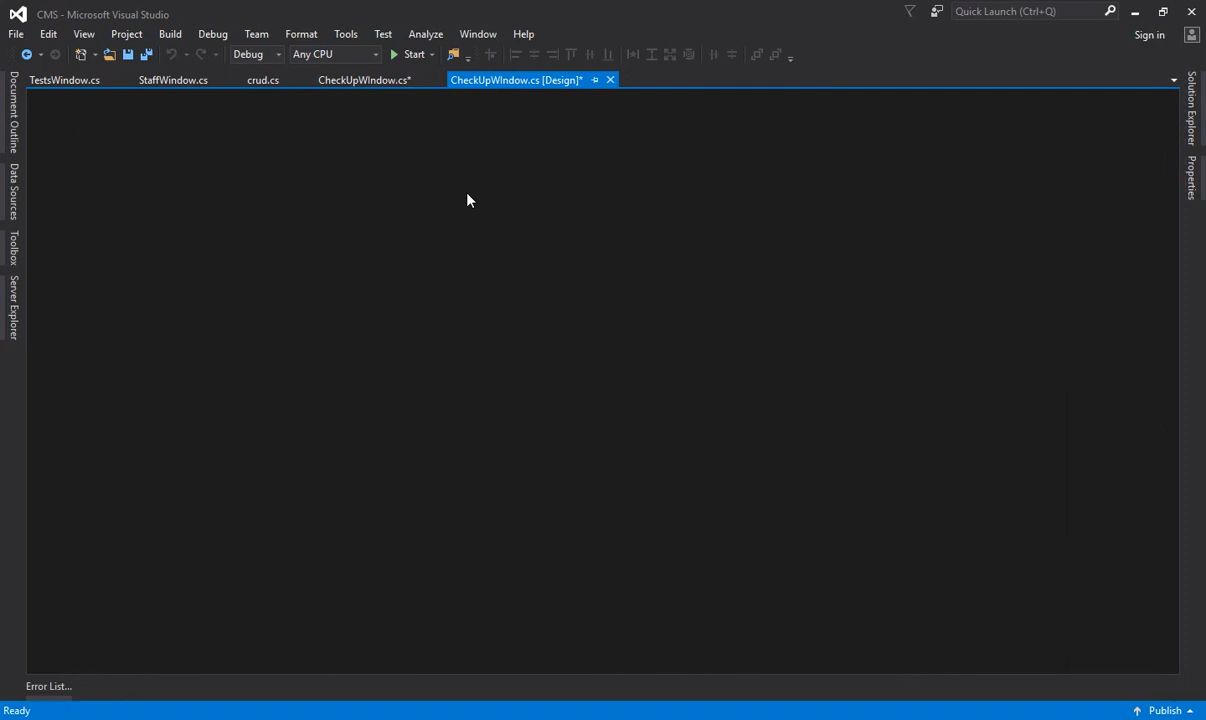 CMS - Microsoft Visual Studio
Quick Launch (Ctrl+Q)
File Edit View Project Build Debug Team Format Tools Test Analyze Window Help
Sign in
Debug Any CPU Start
TestsWindow.cs StaffWindow.cs crud.cs CheckUpWIndow.cs* CheckUpWIndow.cs [Design]*
Document Outline
Data Sources
Toolbox
Server Explorer
Solution Explorer
Properties
Error List...
Ready
Publish